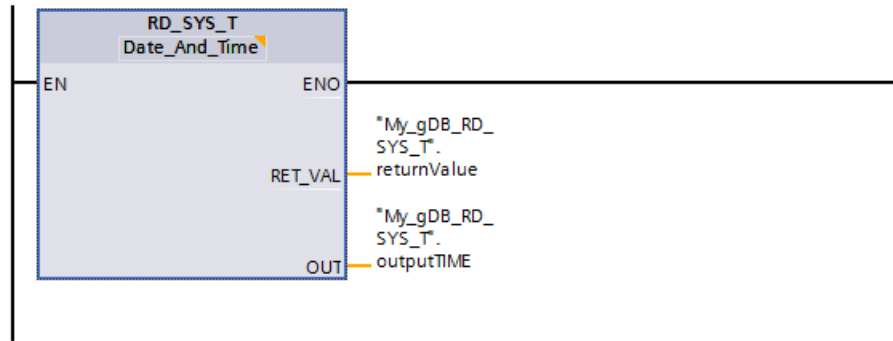 RD_SYS_T
Date_And_Time
EN
ENO
"My_gDB_RD_
SYS_T".
RET_VAL
returnValue
"My_gDB_RD_
SYS_T".
OUT
outputTIME